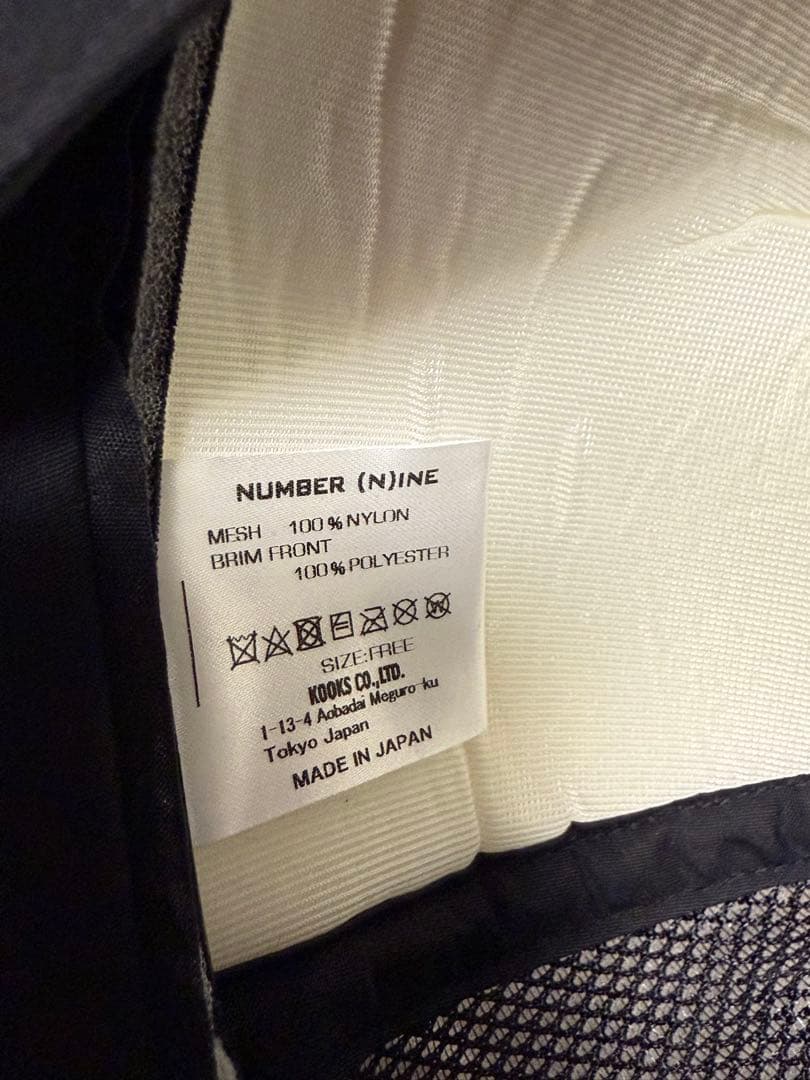 NUMBER (N)INE
MESH 100%NYLON
BRIM FRONT
100%POLYESTER
SIZE:FREE
KOOKS CO.,LTD.
1-13-4 Aobadai Meguro-ku
Tokyo Japan
MADE IN JAPAN